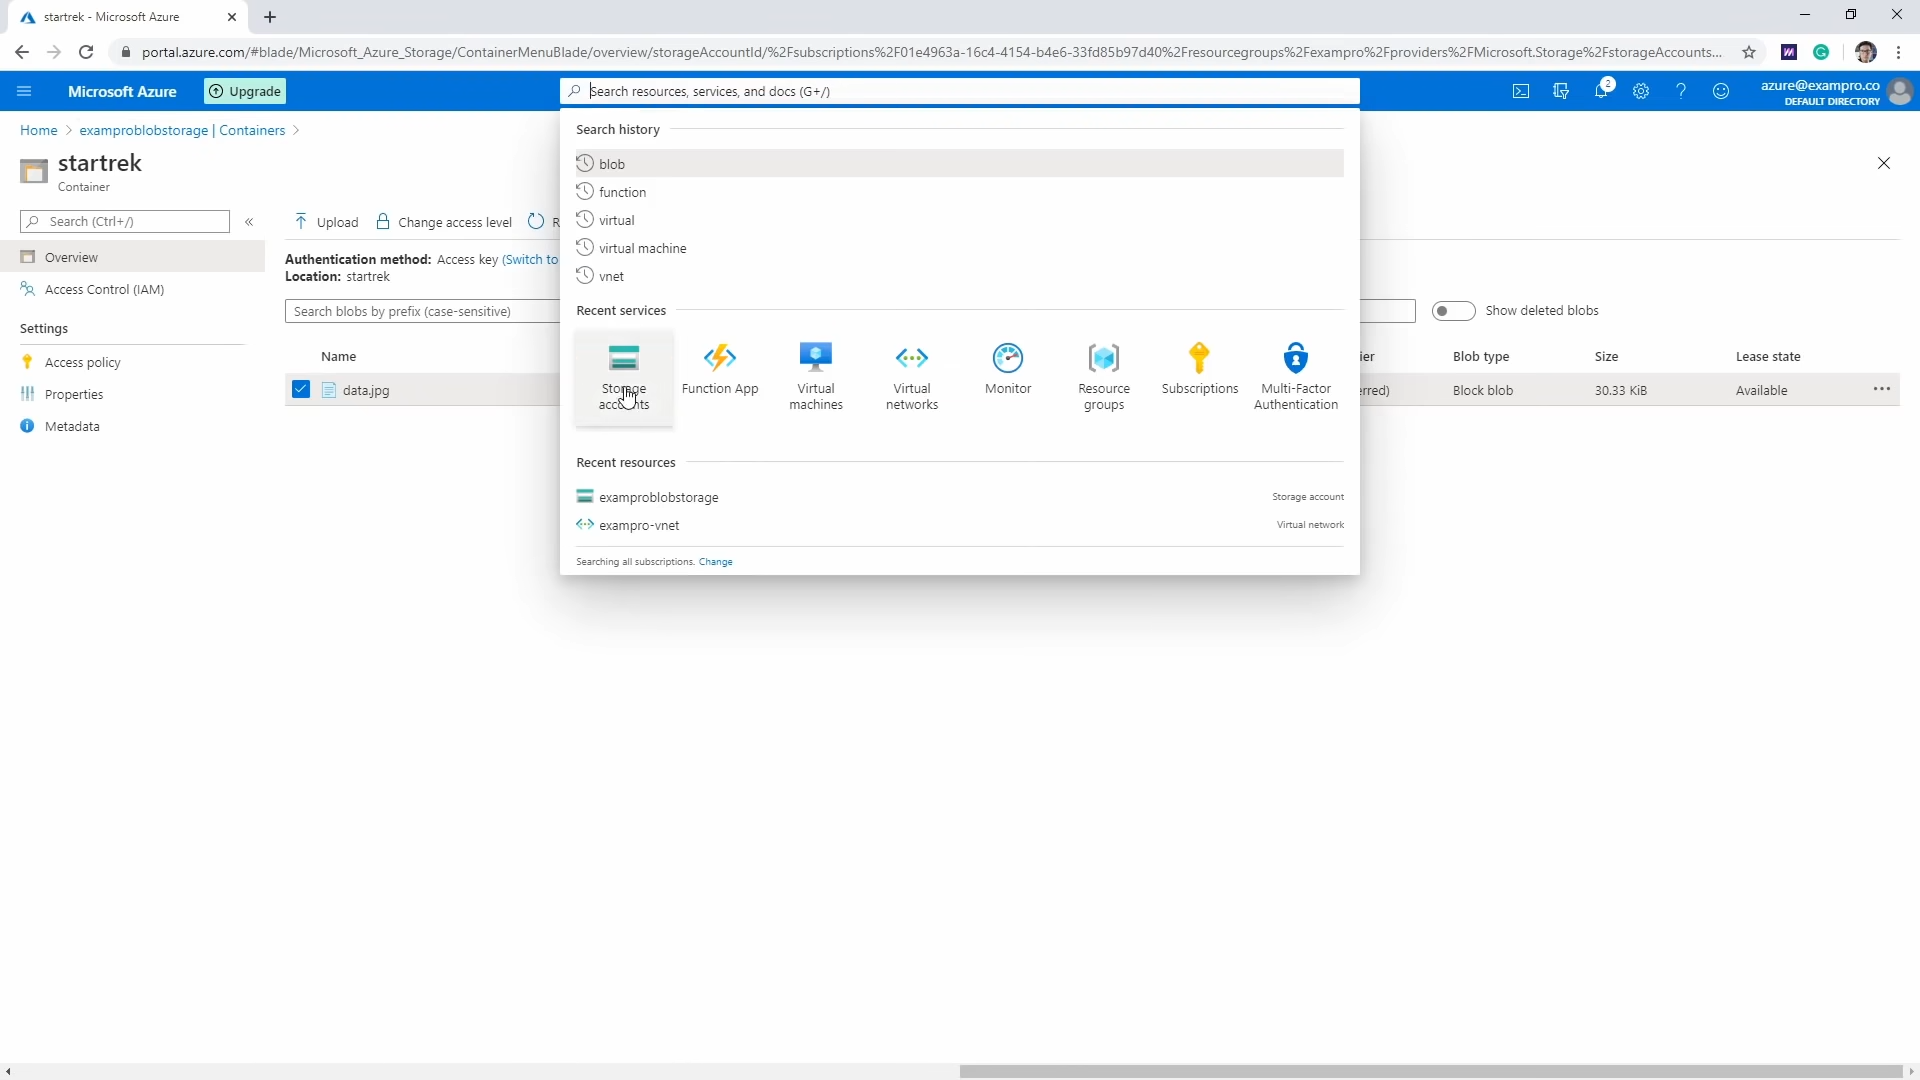 startrek - Microsoft Azure
portal.azure.com/#blade/Microsoft_Azure_Storage/ContainerMenuBlade/overview/storageAccountId/%2Fsubscriptions%2F01e4963a-16c4-4154-b4e6-33fd85b97d40%2Fresourcegroups%2Fexampro%2Fproviders%2FMicrosoft.Storage%2FstorageAccounts...
Microsoft Azure
Upgrade
Search resources, services, and docs (G+/)
2
azure@exampro.co
DEFAULT DIRECTORY
Home > examproblobstorage | Containers >
startrek
Container
Search (Ctrl+/)
«
Overview
Access Control (IAM)
Settings
Access policy
Properties
Metadata
Upload
Change access level
R
Authentication method: Access key (Switch to
Location: startrek
Search blobs by prefix (case-sensitive)
Show deleted blobs
Name
ier
Blob type
Size
Lease state
data.jpg
erred)
Block blob
30.33 KiB
Available
Search history
blob
function
virtual
virtual machine
vnet
Recent services
Storage accounts
Function App
Virtual machines
Virtual networks
Monitor
Resource groups
Subscriptions
Multi-Factor Authentication
Recent resources
examproblobstorage
Storage account
exampro-vnet
Virtual network
Searching all subscriptions. Change